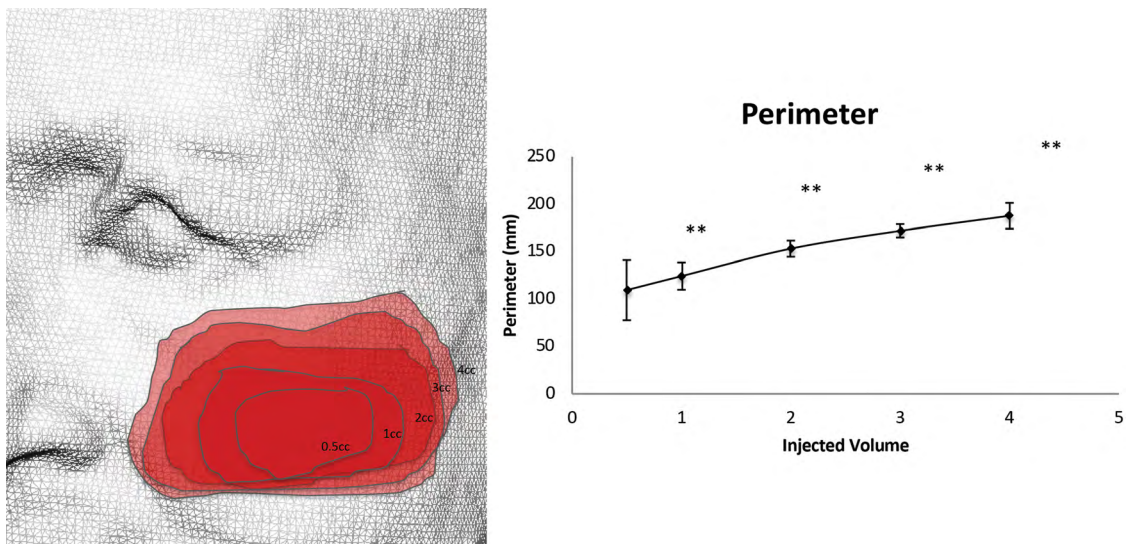 4cc
3cc
2cc
1cc
0.5cc
Perimeter
**
**
**
**
250
200
150
100
50
0
Perimeter (mm)
0 1 2 3 4 5
Injected Volume